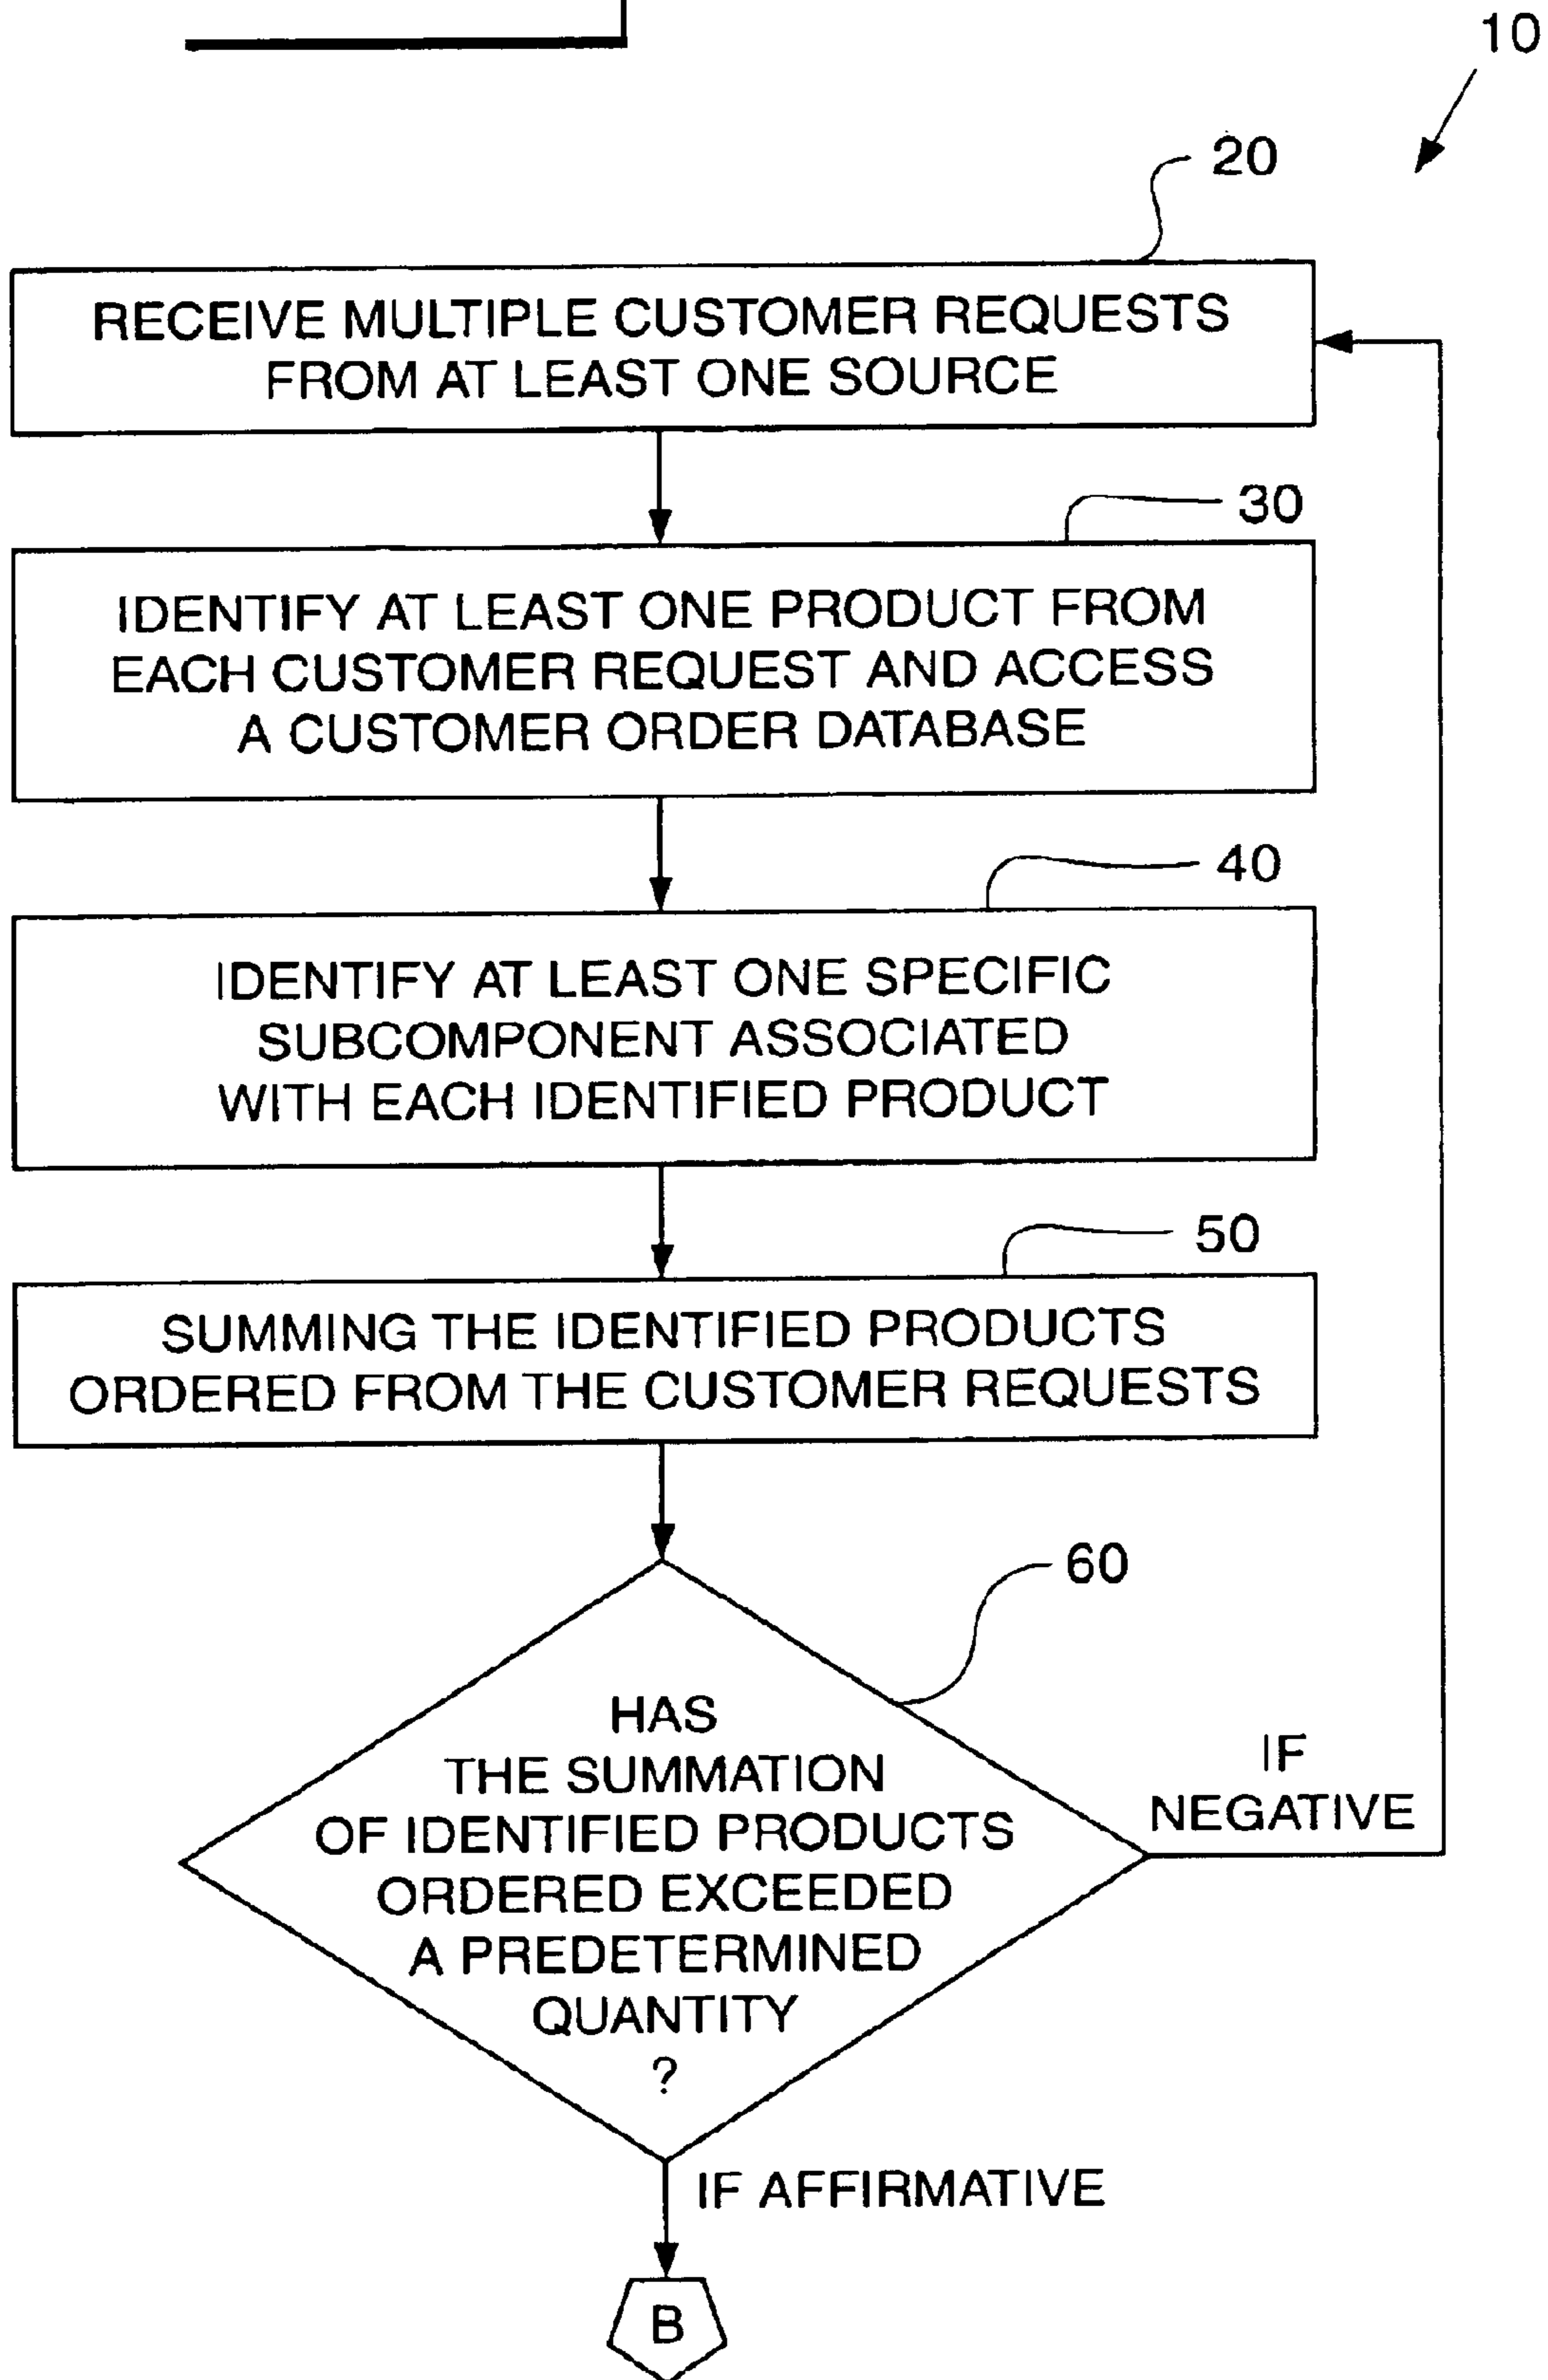 10
20
RECEIVE MULTIPLE CUSTOMER REQUESTS
FROM AT LEAST ONE SOURCE
30
IDENTIFY AT LEAST ONE PRODUCT FROM
EACH CUSTOMER REQUEST AND ACCESS
A CUSTOMER ORDER DATABASE
40
IDENTIFY AT LEAST ONE SPECIFIC
SUBCOMPONENT ASSOCIATED
WITH EACH IDENTIFIED PRODUCT
50
SUMMING THE IDENTIFIED PRODUCTS
ORDERED FROM THE CUSTOMER REQUESTS
60
HAS
THE SUMMATION
OF IDENTIFIED PRODUCTS
ORDERED EXCEEDED
A PREDETERMINED
QUANTITY
?
IF
NEGATIVE
IF AFFIRMATIVE
B